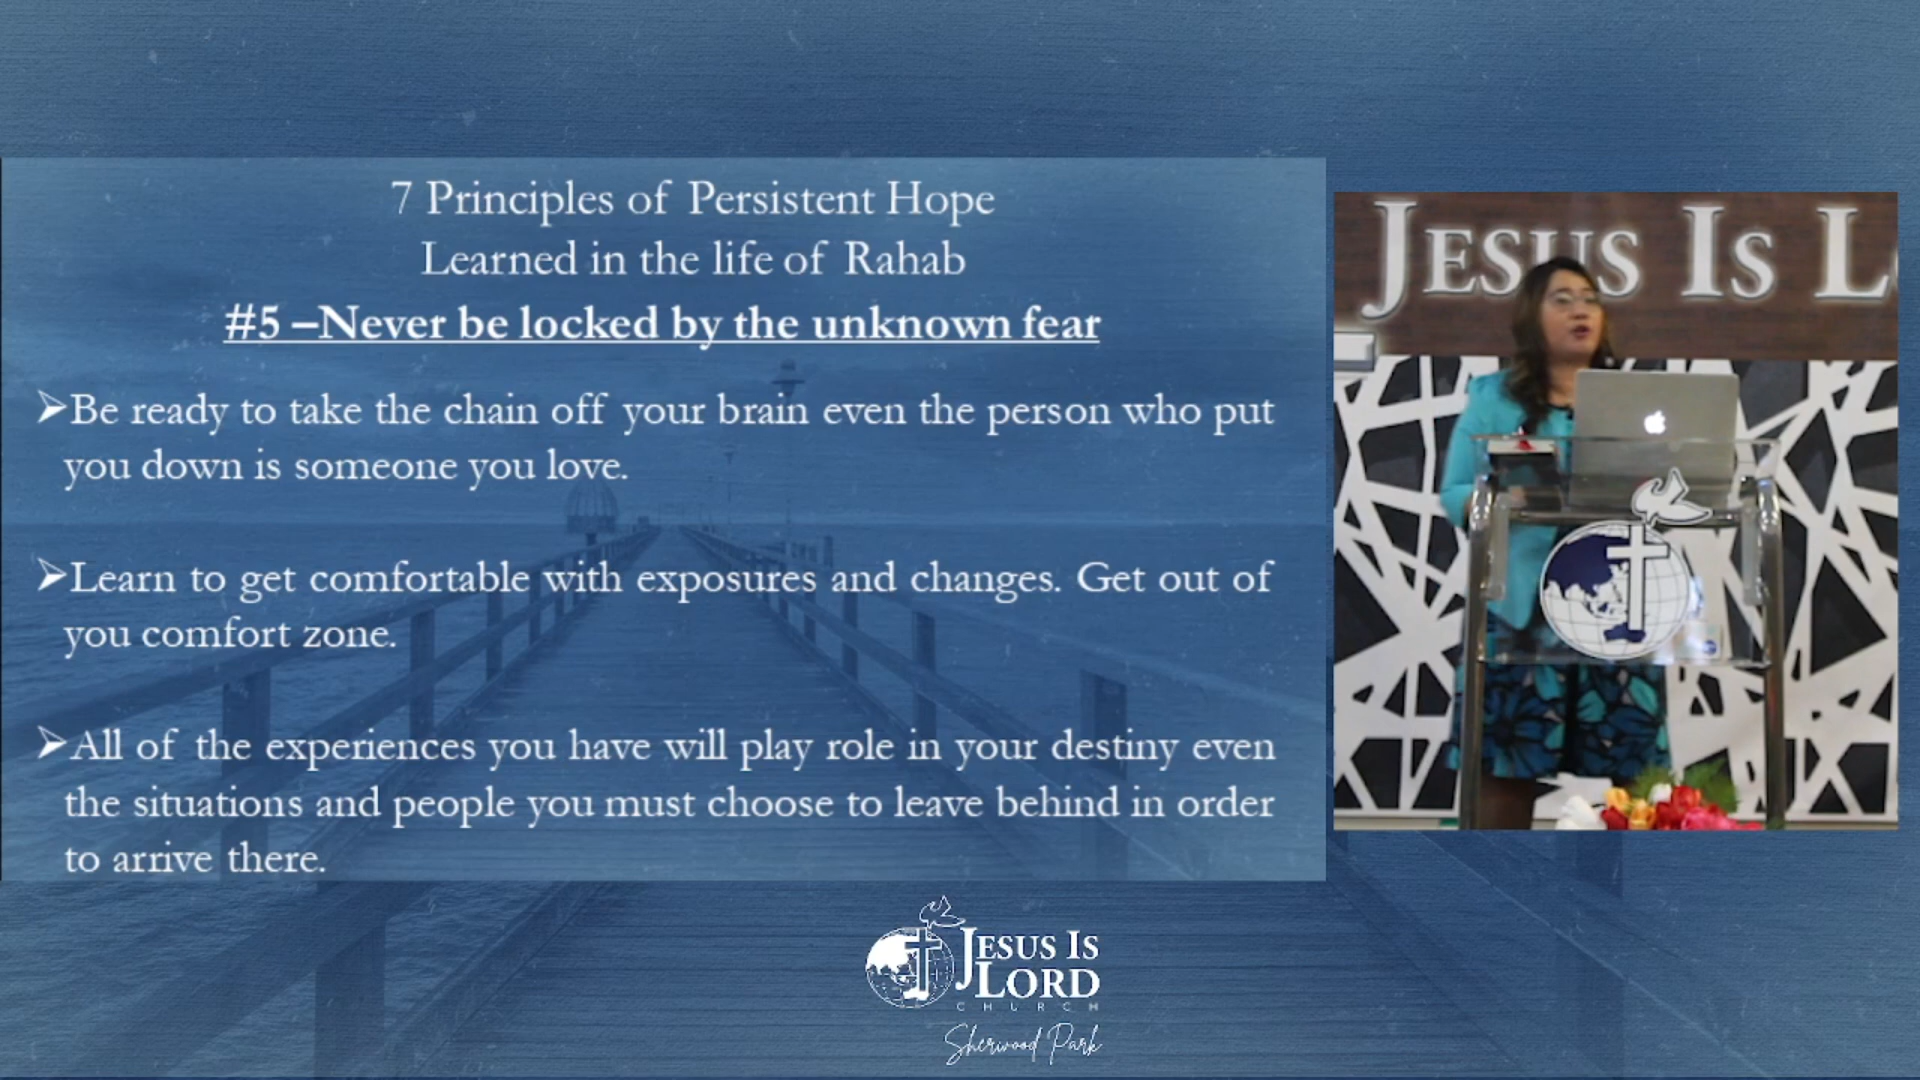 7 Principles of Persistent Hope
Learned in the life of Rahab
#5 –Never be locked by the unknown fear
➢Be ready to take the chain off your brain even the person who put
you down is someone you love.
➢Learn to get comfortable with exposures and changes. Get out of
you comfort zone.
➢All of the experiences you have will play role in your destiny even
the situations and people you must choose to leave behind in order
to arrive there.
JESUS IS L
JESUS IS
LORD
CHURCH
Sherwood Park